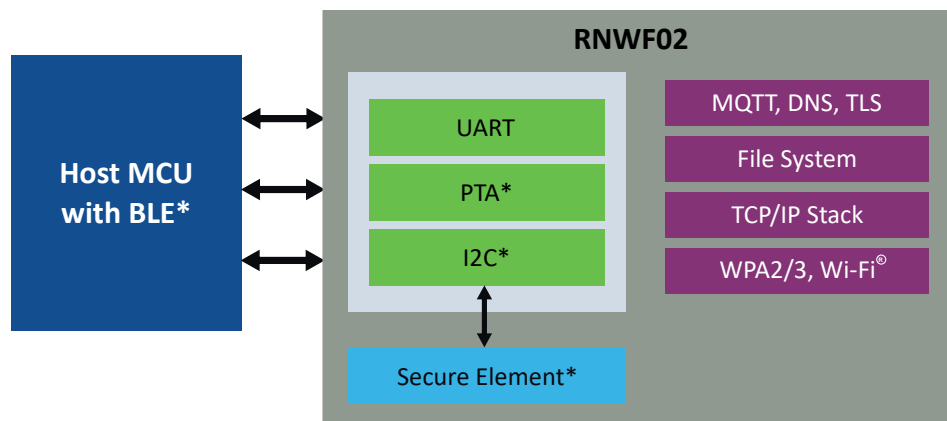 RNWF02
Host MCU
with BLE*
UART
PTA*
I2C*
Secure Element*
MQTT, DNS, TLS
File System
TCP/IP Stack
WPA2/3, Wi-Fi®